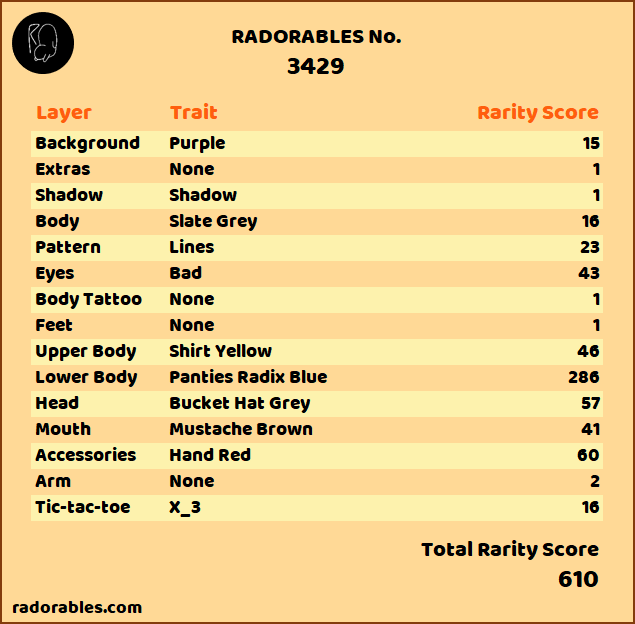 RADORABLES No.
3429
Layer Trait Rarity Score
Background Purple 15
Extras None 1
Shadow Shadow 1
Body Slate Grey 16
Pattern Lines 23
Eyes Bad 43
Body Tattoo None 1
Feet None 1
Upper Body Shirt Yellow 46
Lower Body Panties Radix Blue 286
Head Bucket Hat Grey 57
Mouth Mustache Brown 41
Accessories Hand Red 60
Arm None 2
Tic-tac-toe X_3 16
Total Rarity Score
610
radorables.com